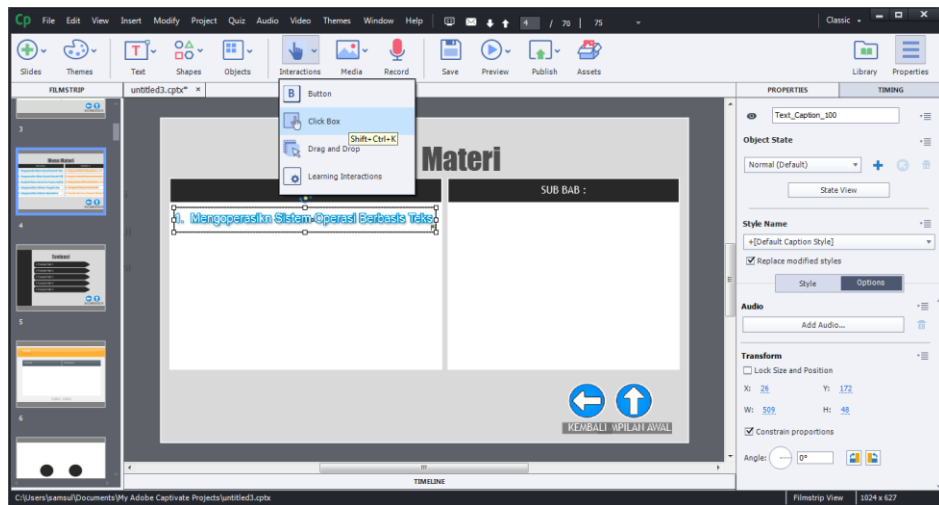 Cp File Edit View Insert Modify Project Quiz Audio Video Themes Window Help 4 / 70 | 75 Classic
Slides Themes Text Shapes Objects Interactions Media Record Save Preview Publish Assets Library Properties
FILMSTRIP untitled3.cptx* × PROPERTIES TIMING
B Button
Click Box
Shift+Ctrl+K
Drag and Drop
Learning Interactions
3
4
5
6
Menu Materi
Materi
SUB BAB :
1. Mengoperasikn Sistem Operasi Berbasis Teks
KEMBALI MPILAN AWAL
TIMELINE
Text_Caption_100
Object State
Normal (Default)
State View
Style Name
+[Default Caption Style]
Replace modified styles
Style Options
Audio
Add Audio...
Transform
Lock Size and Position
X: 26 Y: 172
W: 509 H: 48
Constrain proportions
Angle: 0°
C:\Users\samsul\Documents\My Adobe Captivate Projects\untitled3.cptx Filmstrip View 1024 x 627